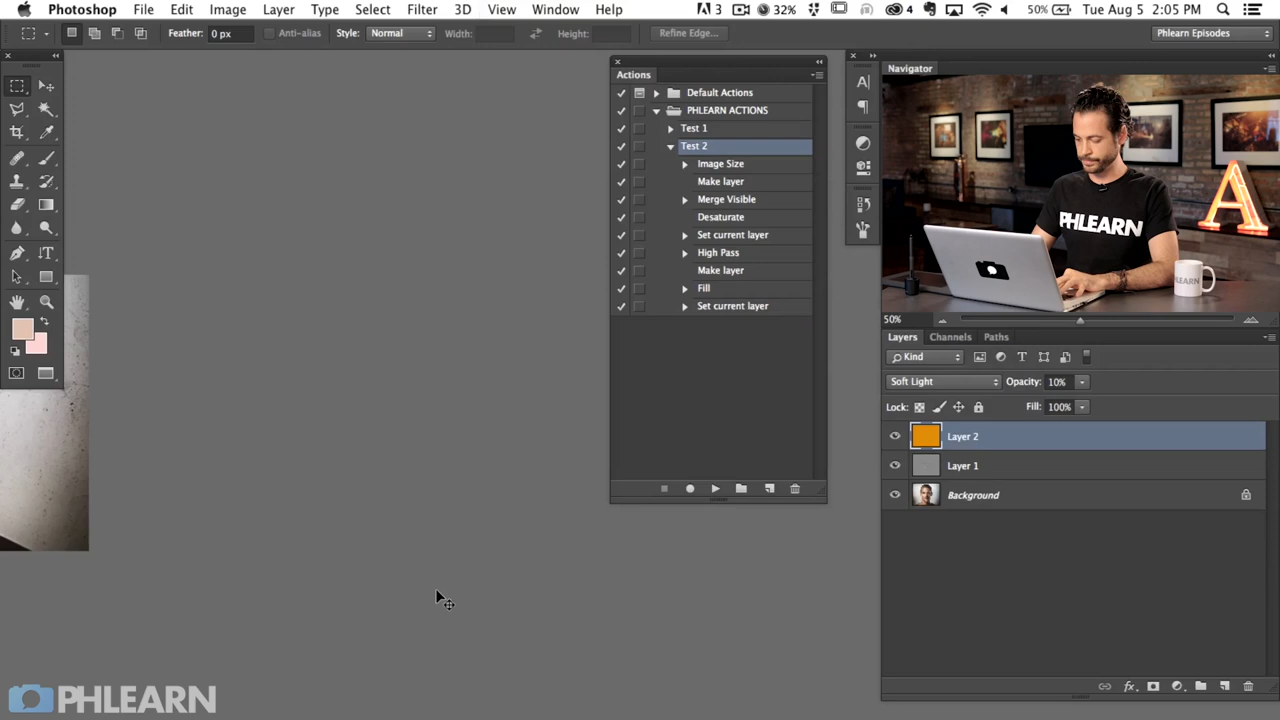 Photoshop File Edit Image Layer Type Select Filter 3D View Window Help 3 32% 4 50% Tue Aug 5 2:05 PM
Feather: 0 px Anti-alias Style: Normal Width: Height: Refine Edge... Phlearn Episodes
Actions
Default Actions
PHLEARN ACTIONS
Test 1
Test 2
Image Size
Make layer
Merge Visible
Desaturate
Set current layer
High Pass
Make layer
Fill
Set current layer
Navigator
A
PHLEARN
HLEARN
50%
Layers Channels Paths
Kind
Soft Light Opacity: 10%
Lock: Fill: 100%
Layer 2
Layer 1
Background
fx
PHLEARN